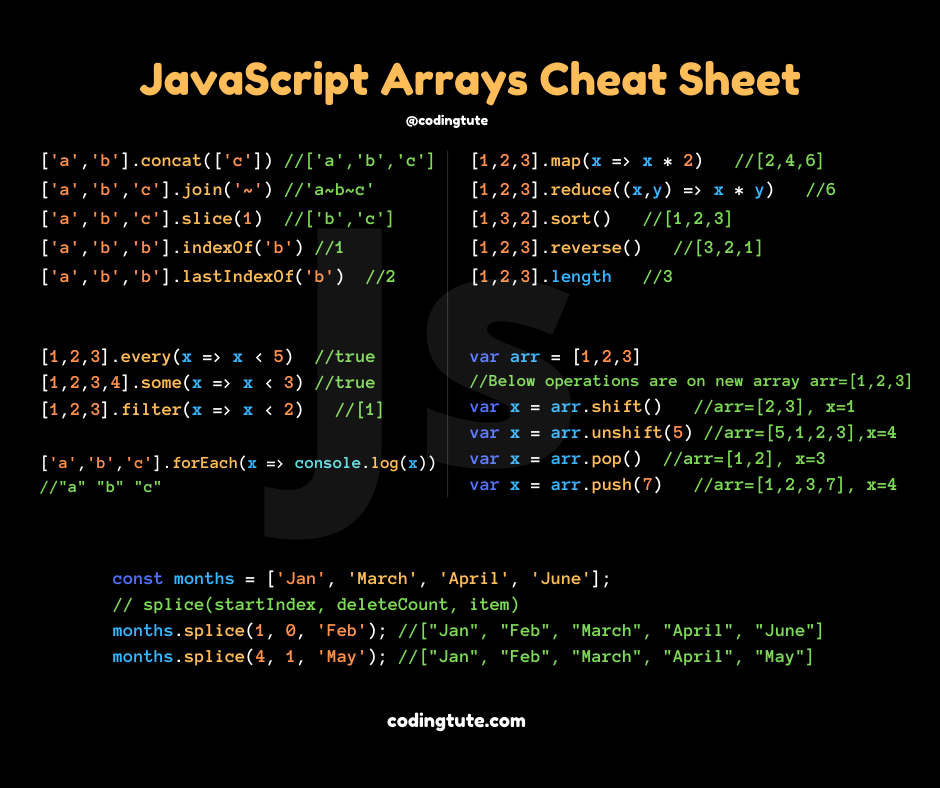 JavaScript Arrays Cheat Sheet
@codingtute
['a','b'].concat(['c']) //['a','b','c']
['a','b','c'].join('~') //'a~b~c'
['a','b','c'].slice(1) //['b','c']
['a','b','b'].indexOf('b') //1
['a','b','b'].lastIndexOf('b') //2
[1,2,3].every(x => x < 5) //true
[1,2,3,4].some(x => x < 3) //true
[1,2,3].filter(x => x < 2) //[1]
['a','b','c'].forEach(x => console.log(x))
//"a" "b" "c"
[1,2,3].map(x => x * 2) //[2,4,6]
[1,2,3].reduce((x,y) => x * y) //6
[1,3,2].sort() //[1,2,3]
[1,2,3].reverse() //[3,2,1]
[1,2,3].length //3
var arr = [1,2,3]
//Below operations are on new array arr=[1,2,3]
var x = arr.shift() //arr=[2,3], x=1
var x = arr.unshift(5) //arr=[5,1,2,3],x=4
var x = arr.pop() //arr=[1,2], x=3
var x = arr.push(7) //arr=[1,2,3,7], x=4
Js
const months = ['Jan', 'March', 'April', 'June'];
// splice(startIndex, deleteCount, item)
months.splice(1, 0, 'Feb'); //["Jan", "Feb", "March", "April", "June"]
months.splice(4, 1, 'May'); //["Jan", "Feb", "March", "April", "May"]
codingtute.com